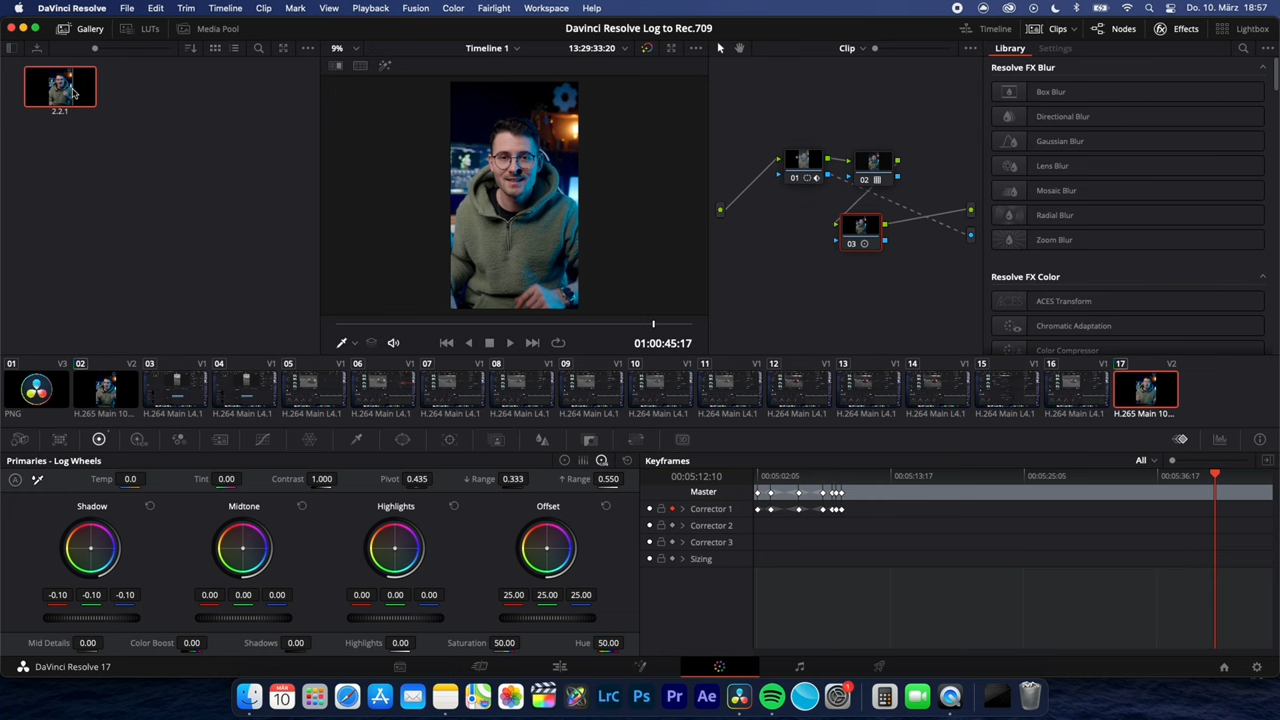 DaVinci Resolve File Edit Trim Timeline Clip Mark View Playback Fusion Color Fairlight Workspace Help Do. 10. März 18:57
Gallery LUTs Media Pool DaVinci Resolve Log to Rec.709 Timeline Clips Nodes Effects Lightbox
9% Timeline 1 13:29:33:20 Clip Library Settings
Resolve FX Blur
Box Blur
Directional Blur
Gaussian Blur
Lens Blur
Mosaic Blur
Radial Blur
Zoom Blur
Resolve FX Color
ACES Transform
Chromatic Adaptation
Color Compressor
2.2.1
01
02
03
01:00:45:17
01 V3 02 V2 03 V1 04 V1 05 V1 06 V1 07 V1 08 V1 09 V1 10 V1 11 V1 12 V1 13 V1 14 V1 15 V1 16 V1 17 V2
PNG H.265 Main 10... H.264 Main L4.1 H.264 Main L4.1 H.264 Main L4.1 H.264 Main L4.1 H.264 Main L4.1 H.264 Main L4.1 H.264 Main L4.1 H.264 Main L4.1 H.264 Main L4.1 H.264 Main L4.1 H.264 Main L4.1 H.264 Main L4.1 H.264 Main L4.1 H.264 Main L4.1 H.265 Main 10...
Primaries - Log Wheels
Temp 0.0 Tint 0.00 Contrast 1.000 Pivot 0.435 Range 0.333 Range 0.550
Shadow Midtone Highlights Offset
-0.10 -0.10 -0.10 0.00 0.00 0.00 0.00 0.00 0.00 25.00 25.00 25.00
Mid Details 0.00 Color Boost 0.00 Shadows 0.00 Highlights 0.00 Saturation 50.00 Hue 50.00
Keyframes All
00:05:12:10 00:05:02:05 00:05:13:17 00:05:25:05 00:05:36:17
Master
Corrector 1
Corrector 2
Corrector 3
Sizing
DaVinci Resolve 17
MÄR
10
LrC Ps Pr Ae 1